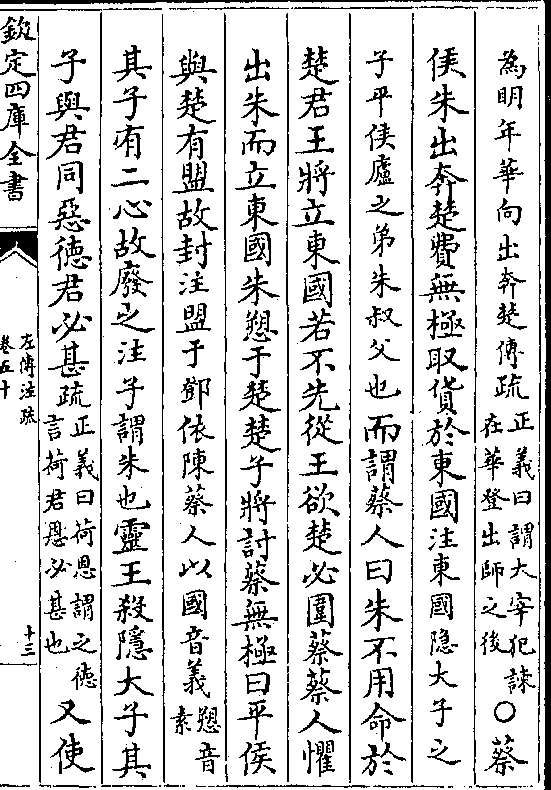 為明年華向出奔楚傳疏正義曰謂大宰犯諫在華登出師之後○蔡
侯朱出奔楚費無極取貨於東國注東國隱大子之
子平侯廬之弟朱叔父也而謂蔡人曰朱不用命於
楚君王將立東國若不先從王欲楚必圍蔡蔡人懼
出朱而立東國朱愬于楚楚子將討蔡無極曰平侯
與楚有盟故封注盟于鄧依陳蔡人以國音義愬音素
其子有二心故廢之注子謂朱也靈王殺隱大子其
子與君同惡德君必甚疏正義曰荷恩謂之德言荷君恩必甚也又使
欽定四庫全書
左傳注疏
卷五十
十三